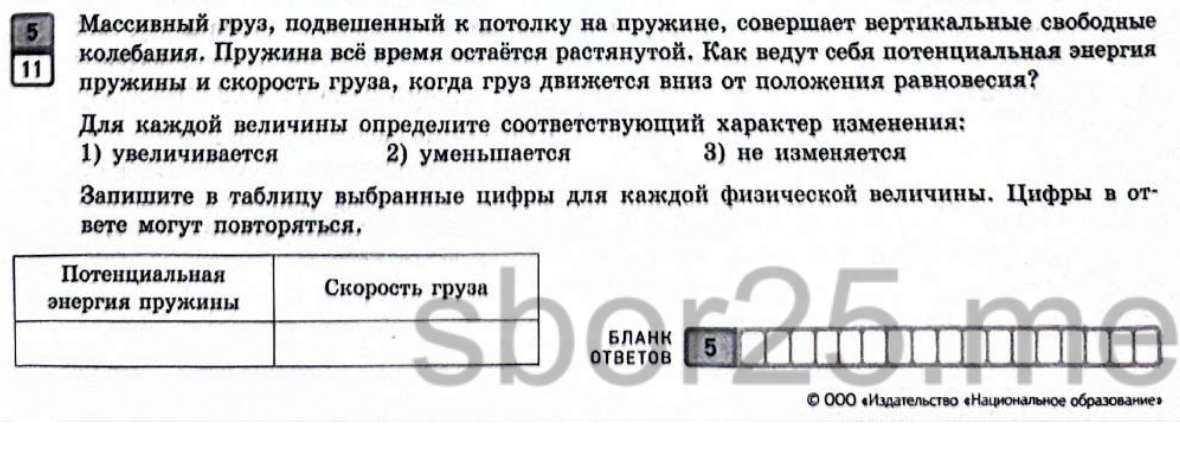 5
11
Массивный груз, подвешенный к потолку на пружине, совершает вертикальные свободные
колебания. Пружина всё время остаётся растянутой. Как ведут себя потенциальная энергия
пружины и скорость груза, когда груз движется вниз от положения равновесия?
Для каждой величины определите соответствующий характер изменения:
1) увеличивается 2) уменьшается 3) не изменяется
Запишите в таблицу выбранные цифры для каждой физической величины. Цифры в от-
вете могут повторяться.
Потенциальная
энергия пружины
Скорость груза
sbor25.me
БЛАНК
ОТВЕТОВ
5
© ООО «Издательство «Национальное образование»